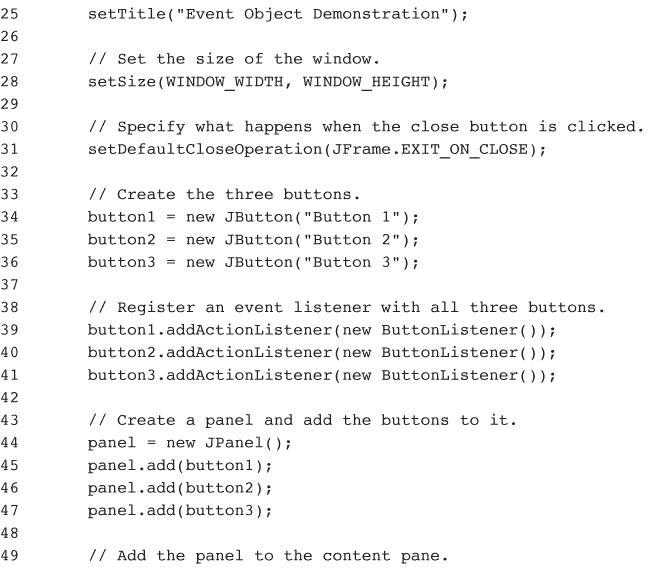 25 setTitle("Event Object Demonstration");
26
27 // Set the size of the window.
28 setSize(WINDOW_WIDTH, WINDOW_HEIGHT);
29
30 // Specify what happens when the close button is clicked.
31 setDefaultCloseOperation(JFrame.EXIT_ON_CLOSE);
32
33 // Create the three buttons.
34 button1 = new JButton("Button 1");
35 button2 = new JButton("Button 2");
36 button3 = new JButton("Button 3");
37
38 // Register an event listener with all three buttons.
39 button1.addActionListener(new ButtonListener());
40 button2.addActionListener(new ButtonListener());
41 button3.addActionListener(new ButtonListener());
42
43 // Create a panel and add the buttons to it.
44 panel = new JPanel();
45 panel.add(button1);
46 panel.add(button2);
47 panel.add(button3);
48
49 // Add the panel to the content pane.